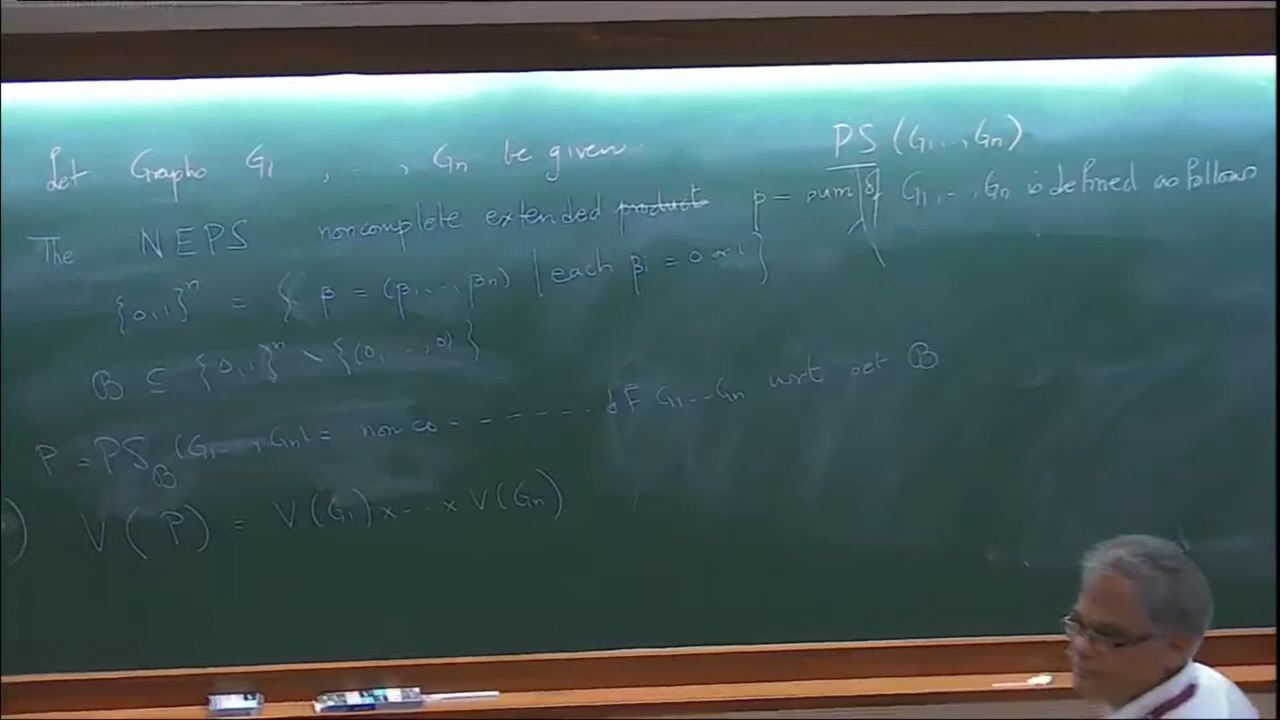 Let Graphs G1 , - .. , Gn be given.
PS (G1 .. , Gn)
The NEPS noncomplete extended product p = sum of G1, - . , Gn is defined as follows
{0,1}^n = { β = (β1, .. , βn) | each βi = 0 or 1 }
B ⊆ {0,1}^n \ {(0, - . , 0)}
P = PS_B (G1 - . , Gn) = non co - - - - - - - of G1, .. Gn wrt set B
V ( P ) = V(G1) x - . . x V(Gn)